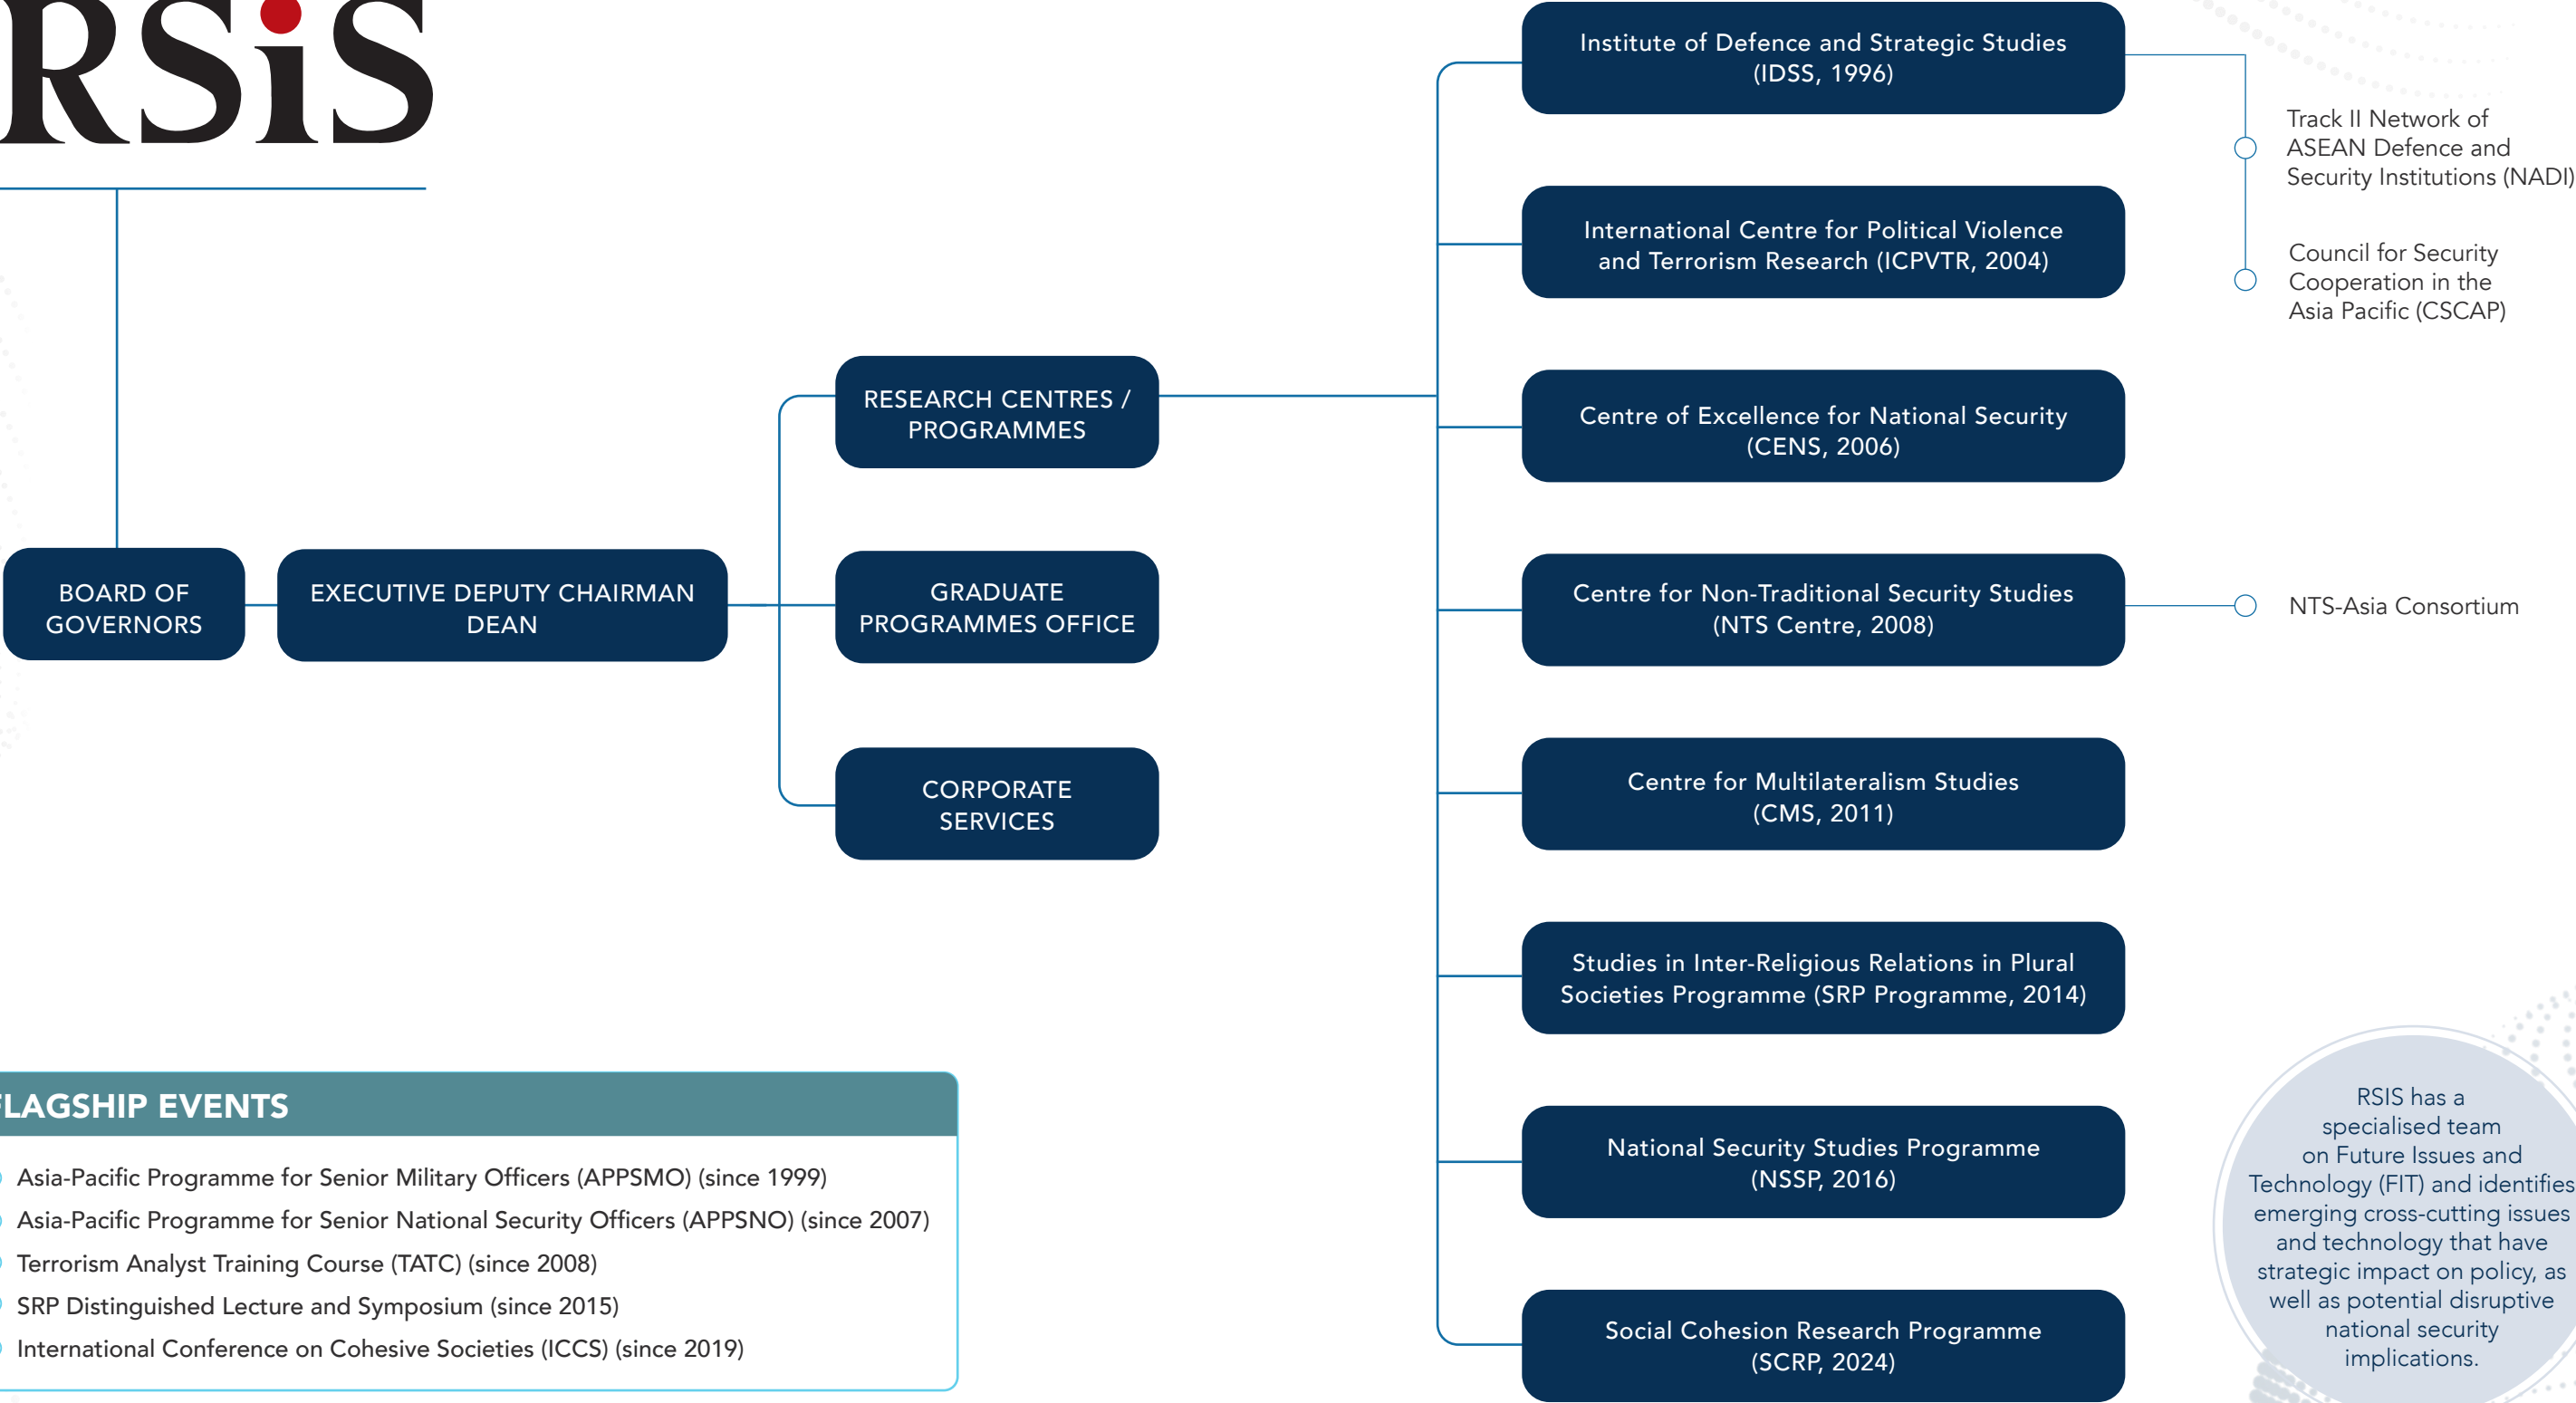 RSiS
BOARD OF
GOVERNORS
EXECUTIVE DEPUTY CHAIRMAN
DEAN
RESEARCH CENTRES /
PROGRAMMES
GRADUATE
PROGRAMMES OFFICE
CORPORATE
SERVICES
Institute of Defence and Strategic Studies
(IDSS, 1996)
International Centre for Political Violence
and Terrorism Research (ICPVTR, 2004)
Centre of Excellence for National Security
(CENS, 2006)
Centre for Non-Traditional Security Studies
(NTS Centre, 2008)
Centre for Multilateralism Studies
(CMS, 2011)
Studies in Inter-Religious Relations in Plural
Societies Programme (SRP Programme, 2014)
National Security Studies Programme
(NSSP, 2016)
Social Cohesion Research Programme
(SCRP, 2024)
Track II Network of
ASEAN Defence and
Security Institutions (NADI)
Council for Security
Cooperation in the
Asia Pacific (CSCAP)
NTS-Asia Consortium
FLAGSHIP EVENTS
Asia-Pacific Programme for Senior Military Officers (APPSMO) (since 1999)
Asia-Pacific Programme for Senior National Security Officers (APPSNO) (since 2007)
Terrorism Analyst Training Course (TATC) (since 2008)
SRP Distinguished Lecture and Symposium (since 2015)
International Conference on Cohesive Societies (ICCS) (since 2019)
RSIS has a
specialised team
on Future Issues and
Technology (FIT) and identifies
emerging cross-cutting issues
and technology that have
strategic impact on policy, as
well as potential disruptive
national security
implications.